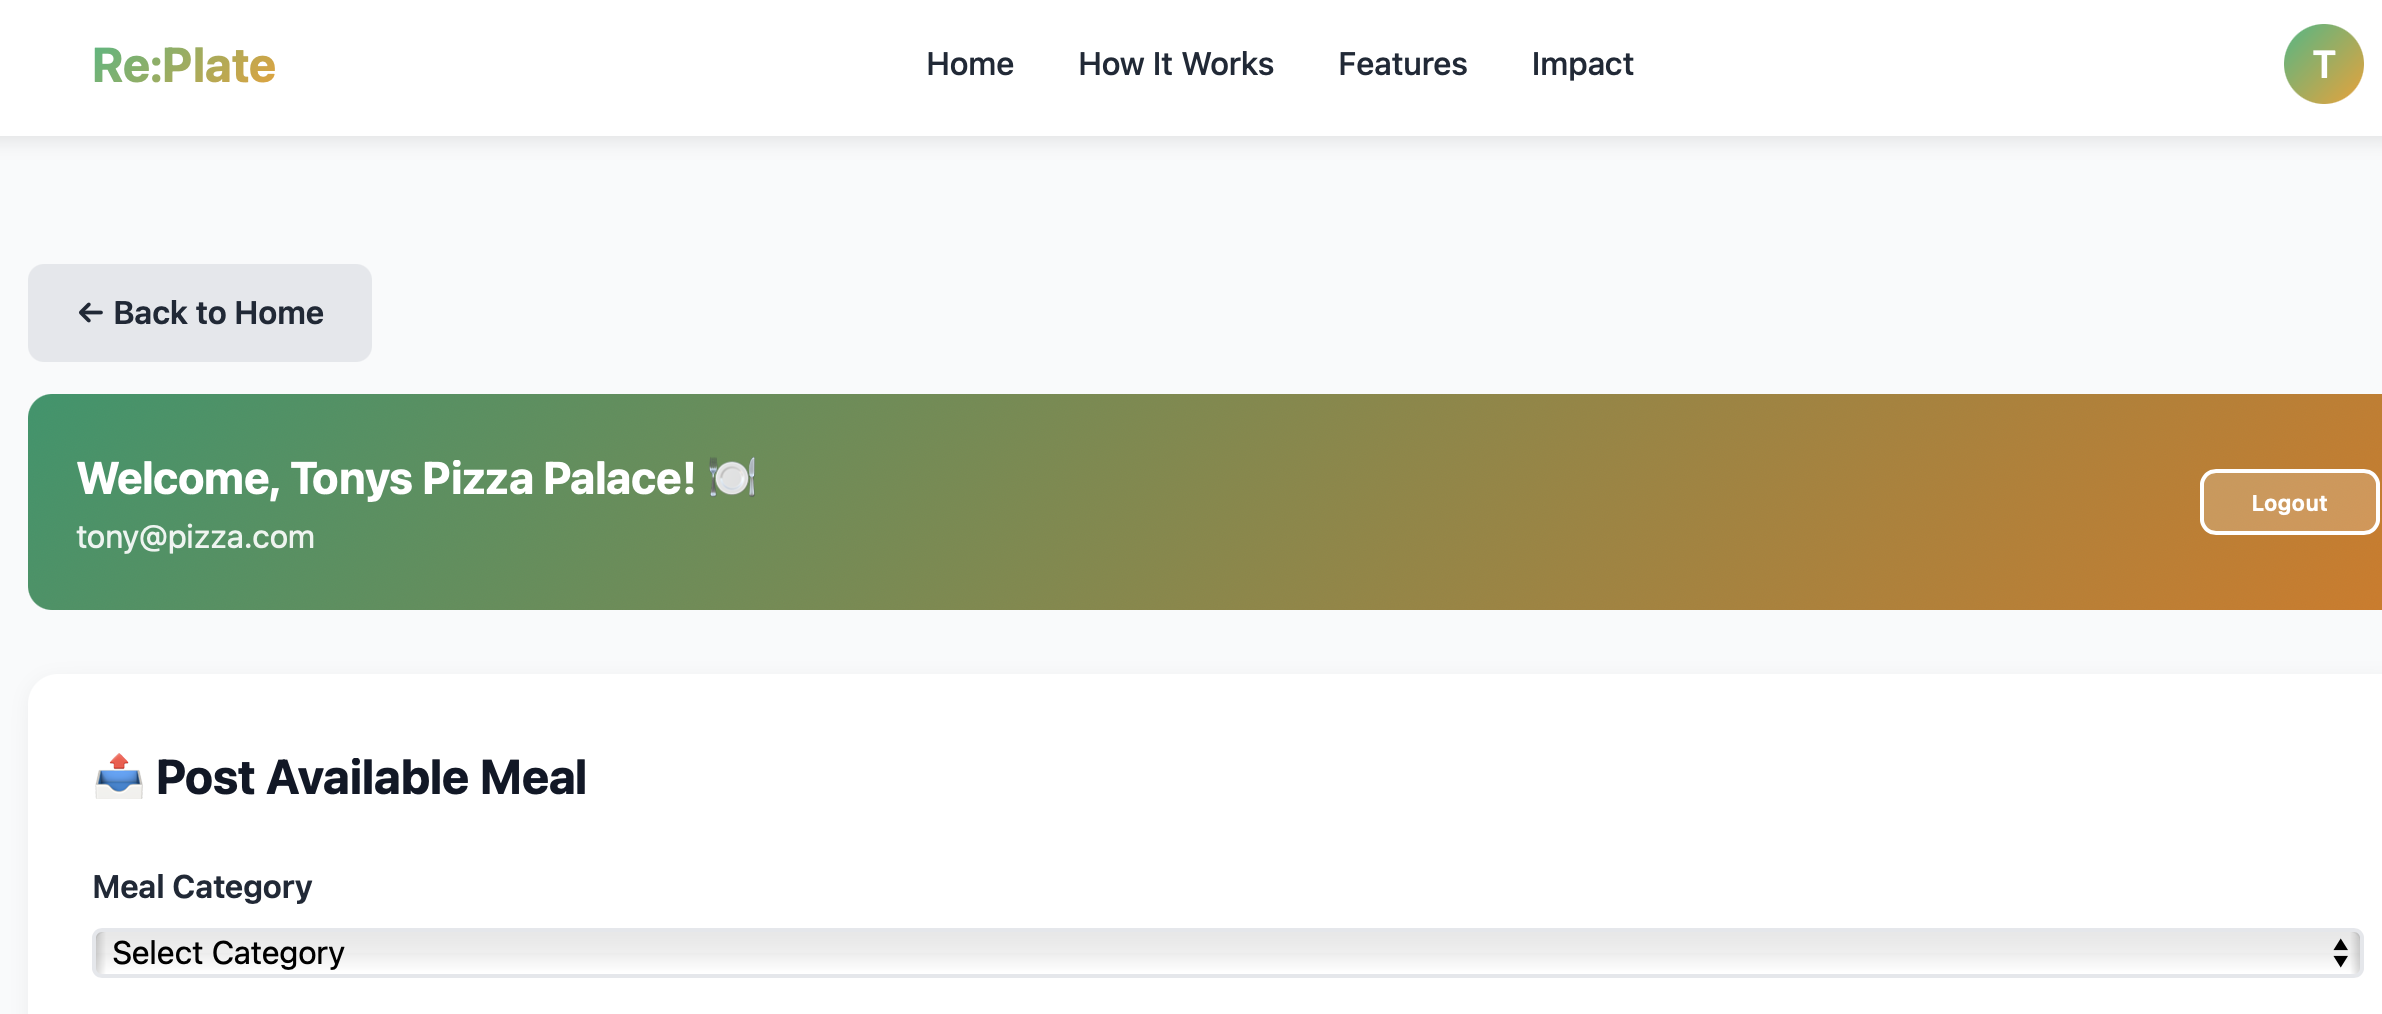 Re:Plate
Home How It Works Features Impact
T
← Back to Home
Welcome, Tonys Pizza Palace! 🍽️
tony@pizza.com
Logout
📤 Post Available Meal
Meal Category
Select Category